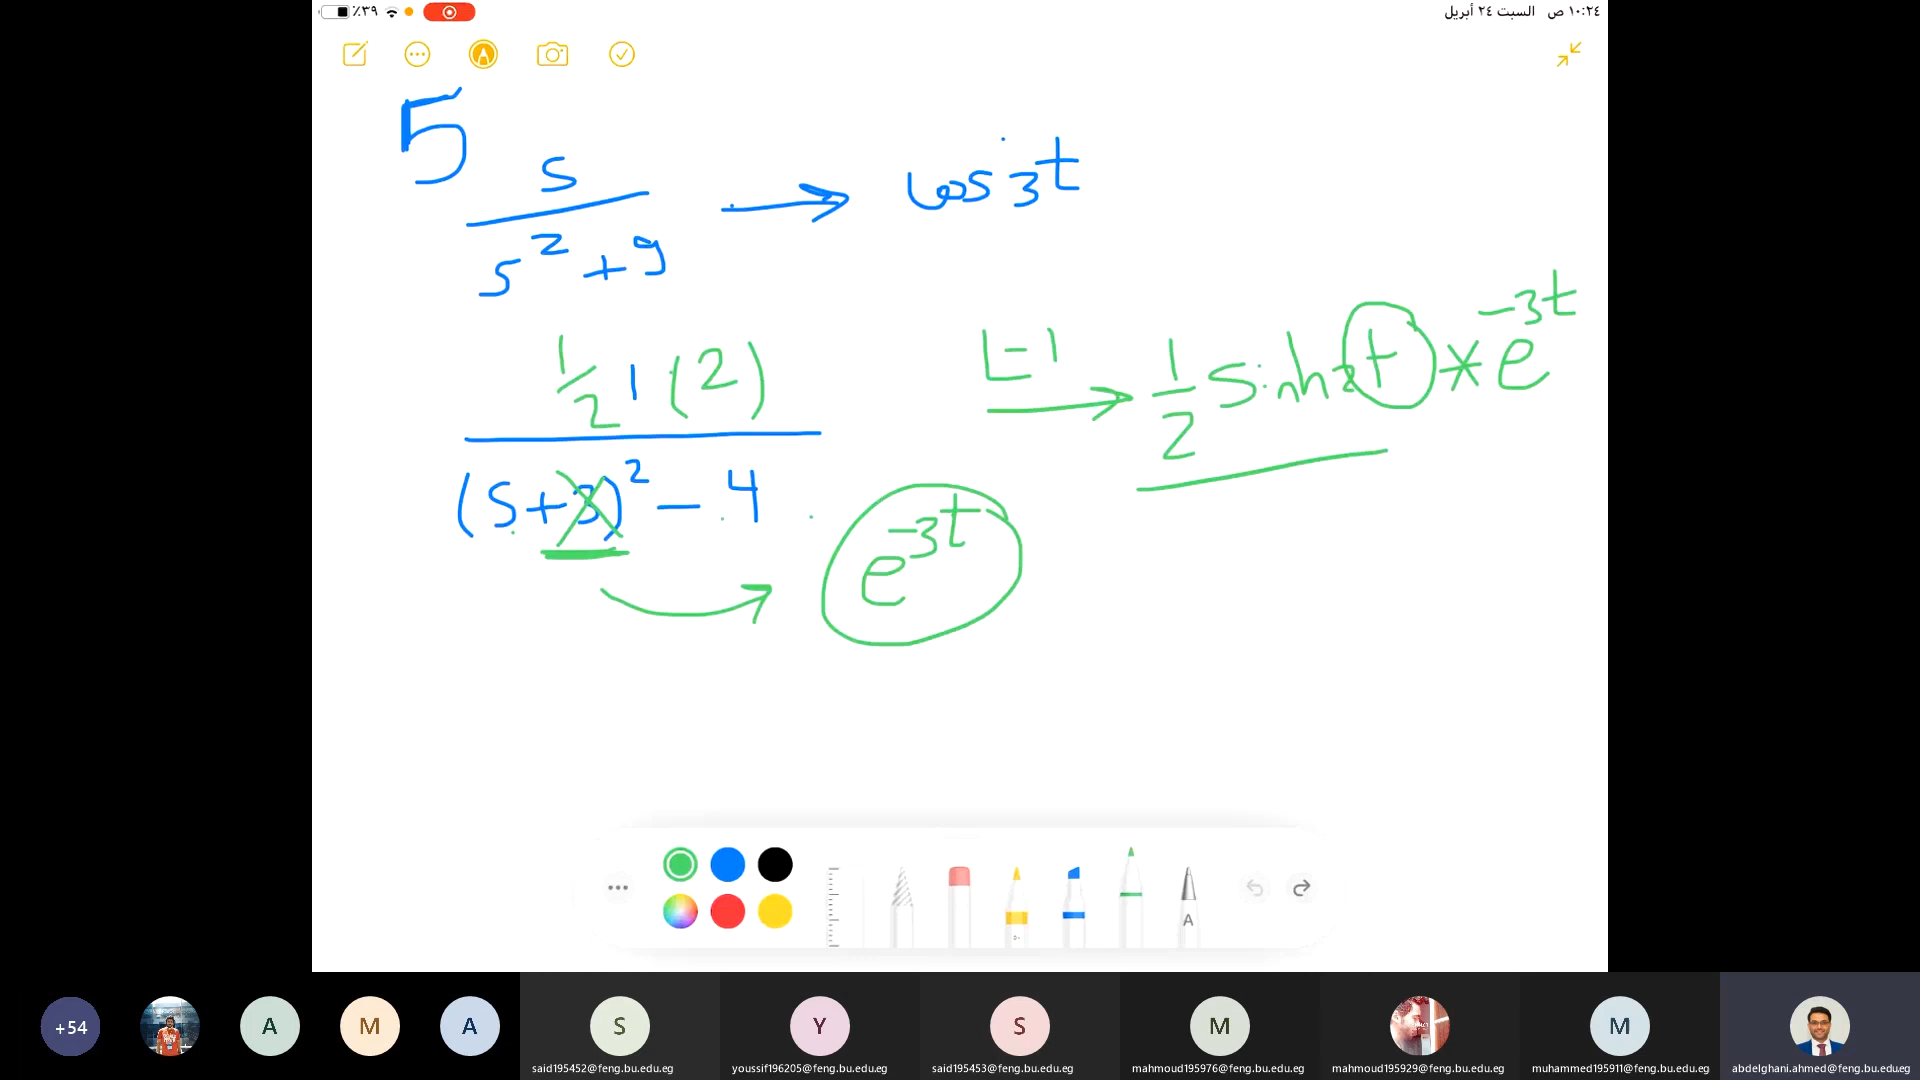 ٪٣٩
١٠:٢٤ ص السبت ٢٤ أبريل
5
s
s² + 9
cos 3t
1/2 1 (2)
(s+3)² - 4
L-1
1/2 sinh 2t * e^-3t
e^-3t
A
+54
A
M
A
S
Y
S
M
M
said195452@feng.bu.edu.eg
youssif196205@feng.bu.edu.eg
said195453@feng.bu.edu.eg
mahmoud195976@feng.bu.edu.eg
mahmoud195929@feng.bu.edu.eg
muhammed195911@feng.bu.edu.eg
abdelghani.ahmed@feng.bu.edu.eg